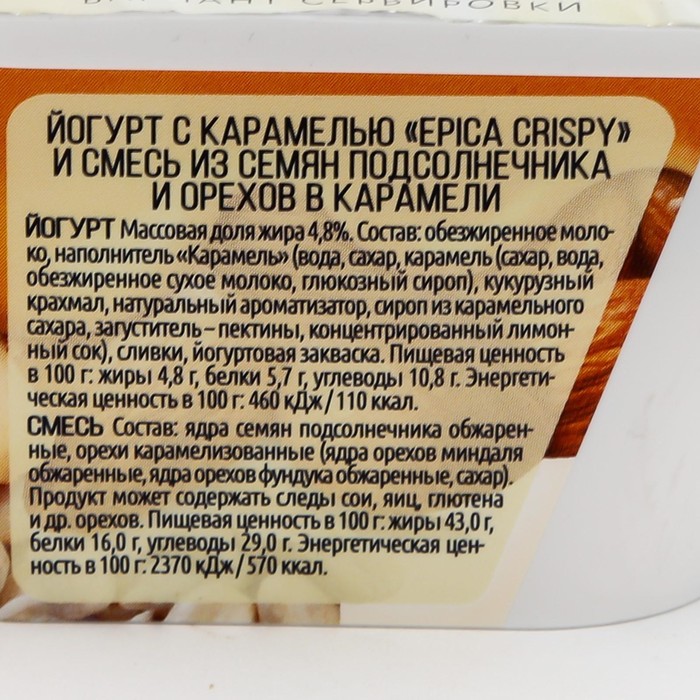 ЙОГУРТ С КАРАМЕЛЬЮ «EPICA CRISPY»
И СМЕСЬ ИЗ СЕМЯН ПОДСОЛНЕЧНИКА
И ОРЕХОВ В КАРАМЕЛИ
ЙОГУРТ Массовая доля жира 4,8%. Состав: обезжиренное моло-
ко, наполнитель «Карамель» (вода, сахар, карамель (сахар, вода,
обезжиренное сухое молоко, глюкозный сироп), кукурузный
крахмал, натуральный ароматизатор, сироп из карамельного
сахара, загуститель – пектины, концентрированный лимон-
ный сок), сливки, йогуртовая закваска. Пищевая ценность
в 100 г: жиры 4,8 г, белки 5,7 г, углеводы 10,8 г. Энергети-
ческая ценность в 100 г: 460 кДж / 110 ккал.
СМЕСЬ Состав: ядра семян подсолнечника обжарен-
ные, орехи карамелизованные (ядра орехов миндаля
обжаренные, ядра орехов фундука обжаренные, сахар).
Продукт может содержать следы сои, яиц, глютена
и др. орехов. Пищевая ценность в 100 г: жиры 43,0 г,
белки 16,0 г, углеводы 29,0 г. Энергетическая цен-
ность в 100 г: 2370 кДж / 570 ккал.